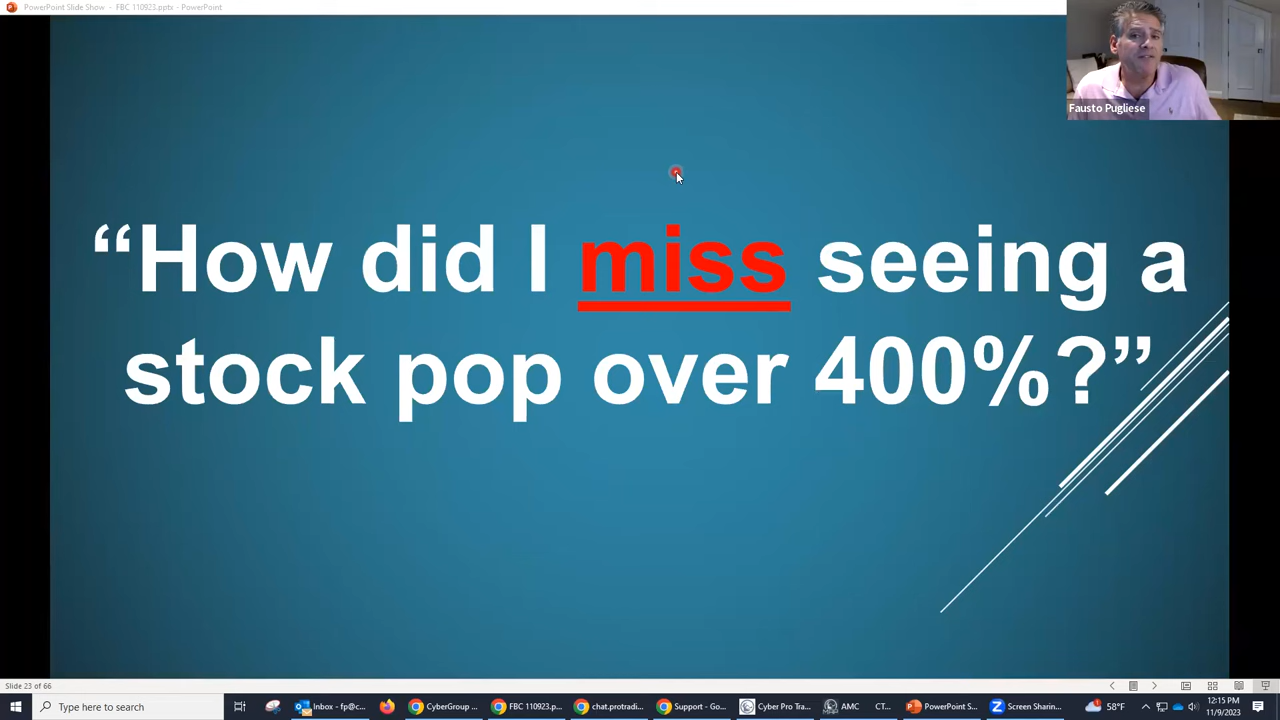 PowerPoint Slide Show - FBC 110923.pptx - PowerPoint
Fausto Pugliese
“How did I miss seeing a
stock pop over 400%?”
Slide 23 of 66
Type here to search
Inbox - fp@c...
CyberGroup ...
FBC 110923.p...
chat.protradi...
Support - Go...
Cyber Pro Tra...
AMC CT...
PowerPoint S...
Screen Sharin...
58°F
12:15 PM
11/9/2023